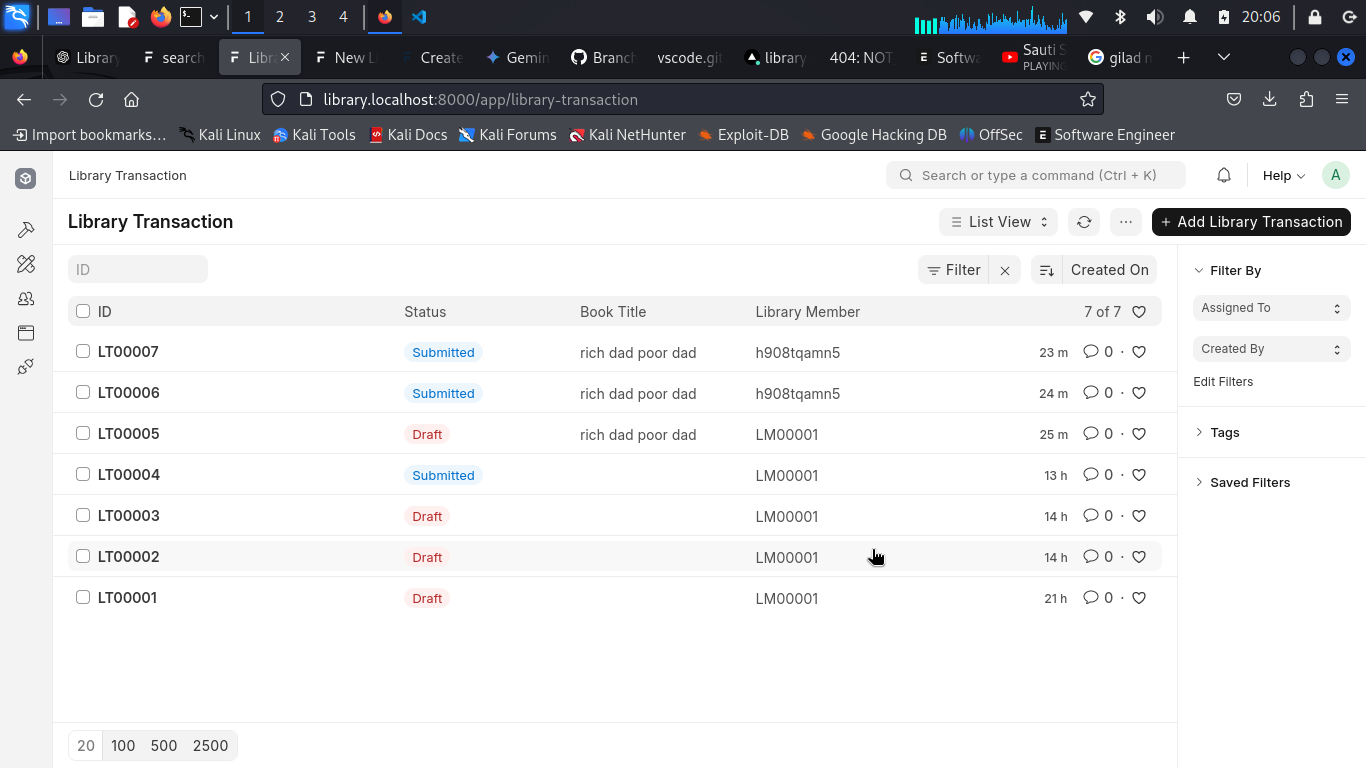 1 2 3 4 20:06
Library search Libra New L Create Gemin Branch vscode.git library 404: NOT Softwa Sauti S gilad m
PLAYING
library.localhost:8000/app/library-transaction
Import bookmarks… Kali Linux Kali Tools Kali Docs Kali Forums Kali NetHunter Exploit-DB Google Hacking DB OffSec Software Engineer
Library Transaction Search or type a command (Ctrl + K) Help A
Library Transaction List View ··· + Add Library Transaction
ID Filter Created On Filter By
ID Status Book Title Library Member 7 of 7 Assigned To
LT00007 Submitted rich dad poor dad h908tqamn5 23 m 0 · Created By
LT00006 Submitted rich dad poor dad h908tqamn5 24 m 0 · Edit Filters
LT00005 Draft rich dad poor dad LM00001 25 m 0 · Tags
LT00004 Submitted LM00001 13 h 0 · Saved Filters
LT00003 Draft LM00001 14 h 0 ·
LT00002 Draft LM00001 14 h 0 ·
LT00001 Draft LM00001 21 h 0 ·
20 100 500 2500